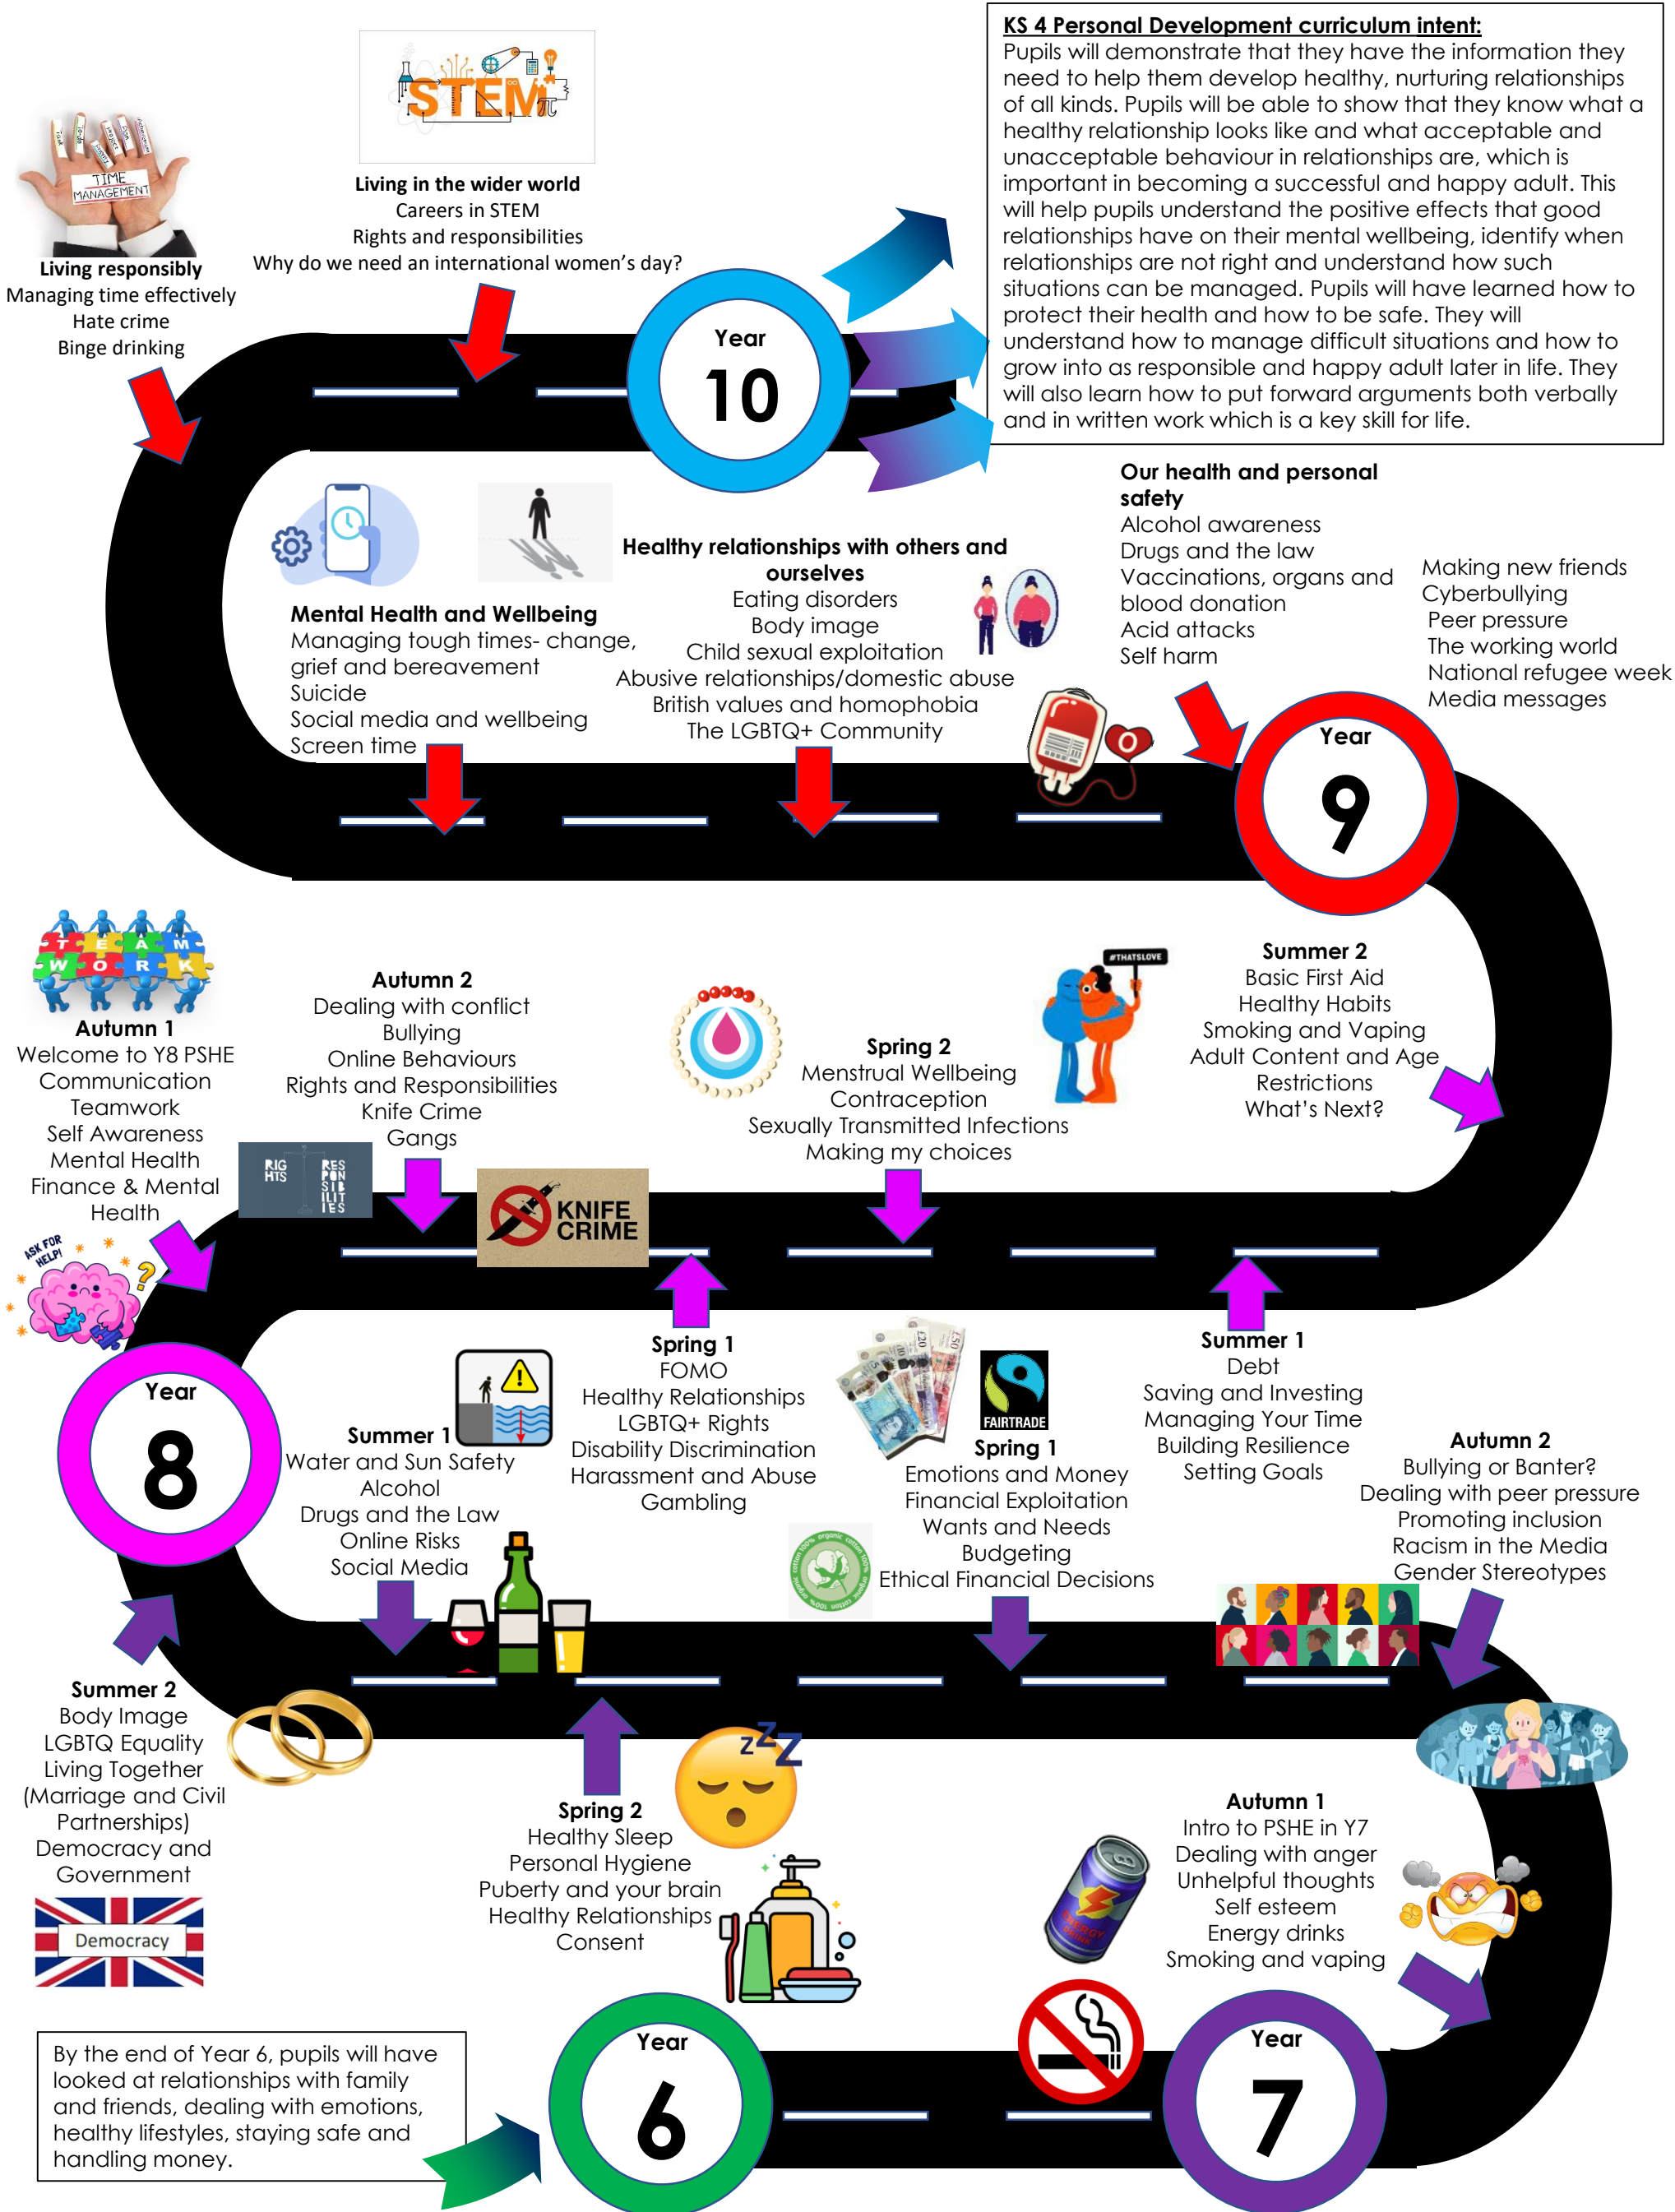 KS 4 Personal Development curriculum intent:
Pupils will demonstrate that they have the information they
need to help them develop healthy, nurturing relationships
of all kinds. Pupils will be able to show that they know what a
healthy relationship looks like and what acceptable and
unacceptable behaviour in relationships are, which is
important in becoming a successful and happy adult. This
will help pupils understand the positive effects that good
relationships have on their mental wellbeing, identify when
relationships are not right and understand how such
situations can be managed. Pupils will have learned how to
protect their health and how to be safe. They will
understand how to manage difficult situations and how to
grow into as responsible and happy adult later in life. They
will also learn how to put forward arguments both verbally
and in written work which is a key skill for life.
STEM
π
TIME
MANAGEMENT
Living in the wider world
Careers in STEM
Rights and responsibilities
Why do we need an international women's day?
Living responsibly
Managing time effectively
Hate crime
Binge drinking
Year
10
Mental Health and Wellbeing
Managing tough times- change,
grief and bereavement
Suicide
Social media and wellbeing
Screen time
Healthy relationships with others and
ourselves
Eating disorders
Body image
Child sexual exploitation
Abusive relationships/domestic abuse
British values and homophobia
The LGBTQ+ Community
Our health and personal
safety
Alcohol awareness
Drugs and the law
Vaccinations, organs and
blood donation
Acid attacks
Self harm
Making new friends
Cyberbullying
Peer pressure
The working world
National refugee week
Media messages
O
Year
9
TEAM
WORK
Autumn 1
Welcome to Y8 PSHE
Communication
Teamwork
Self Awareness
Mental Health
Finance & Mental
Health
Autumn 2
Dealing with conflict
Bullying
Online Behaviours
Rights and Responsibilities
Knife Crime
Gangs
RIG
HTS
RES
PON
SIB
ILIT
IES
KNIFE
CRIME
#THATSLOVE
Spring 2
Menstrual Wellbeing
Contraception
Sexually Transmitted Infections
Making my choices
Summer 2
Basic First Aid
Healthy Habits
Smoking and Vaping
Adult Content and Age
Restrictions
What's Next?
ASK FOR
HELP!
?
Year
8
Summer 1
Water and Sun Safety
Alcohol
Drugs and the Law
Online Risks
Social Media
Spring 1
FOMO
Healthy Relationships
LGBTQ+ Rights
Disability Discrimination
Harassment and Abuse
Gambling
FAIRTRADE
Spring 1
Emotions and Money
Financial Exploitation
Wants and Needs
Budgeting
Ethical Financial Decisions
100% organic cotton 100% organic cotton
£20
£50
Summer 1
Debt
Saving and Investing
Managing Your Time
Building Resilience
Setting Goals
Autumn 2
Bullying or Banter?
Dealing with peer pressure
Promoting inclusion
Racism in the Media
Gender Stereotypes
Summer 2
Body Image
LGBTQ Equality
Living Together
(Marriage and Civil
Partnerships)
Democracy and
Government
Democracy
zZZ
Spring 2
Healthy Sleep
Personal Hygiene
Puberty and your brain
Healthy Relationships
Consent
Autumn 1
Intro to PSHE in Y7
Dealing with anger
Unhelpful thoughts
Self esteem
Energy drinks
Smoking and vaping
ENERGY
DRINK
By the end of Year 6, pupils will have
looked at relationships with family
and friends, dealing with emotions,
healthy lifestyles, staying safe and
handling money.
Year
6
Year
7